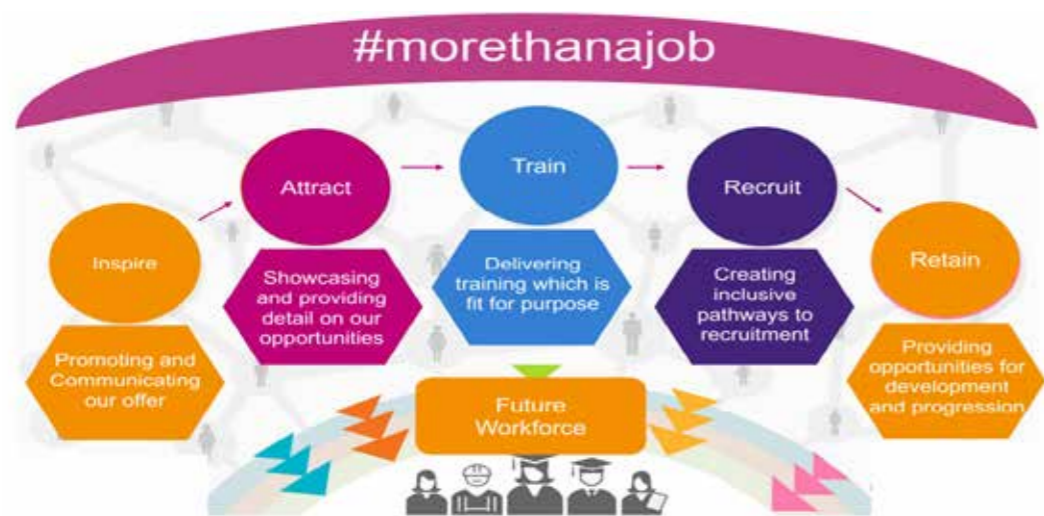 #morethanajob
Inspire
Promoting and
Communicating
our offer
Attract
Showcasing
and providing
detail on our
opportunities
Train
Delivering
training which is
fit for purpose
Recruit
Creating
inclusive
pathways to
recruitment
Retain
Providing
opportunities for
development
and progression
Future
Workforce